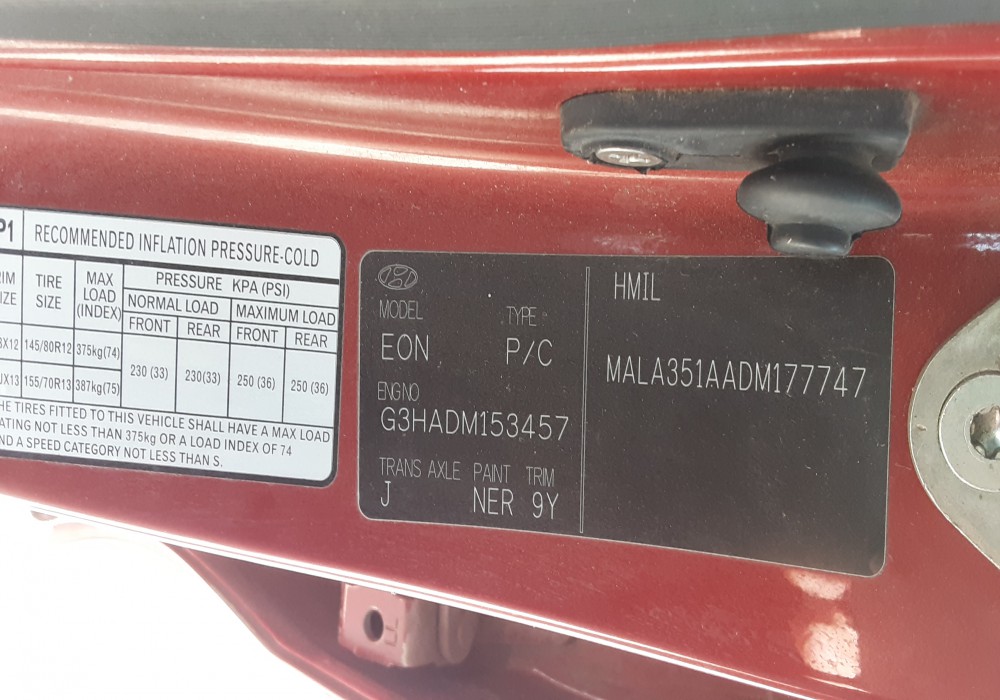 P1 RECOMMENDED INFLATION PRESSURE-COLD
TIRE SIZE MAX LOAD (INDEX) PRESSURE KPA (PSI)
NORMAL LOAD MAXIMUM LOAD
FRONT REAR FRONT REAR
145/80R12 375kg(74) 230 (33) 230(33) 250 (36) 250 (36)
155/70R13 387kg(75)
THE TIRES FITTED TO THIS VEHICLE SHALL HAVE A MAX LOAD
RATING NOT LESS THAN 375kg OR A LOAD INDEX OF 74
AND A SPEED CATEGORY NOT LESS THAN S.
MODEL TYPE
EON P/C
ENG NO
G3HADM153457
TRANS AXLE PAINT TRIM
J NER 9Y
HMIL
MALA351AADM177747